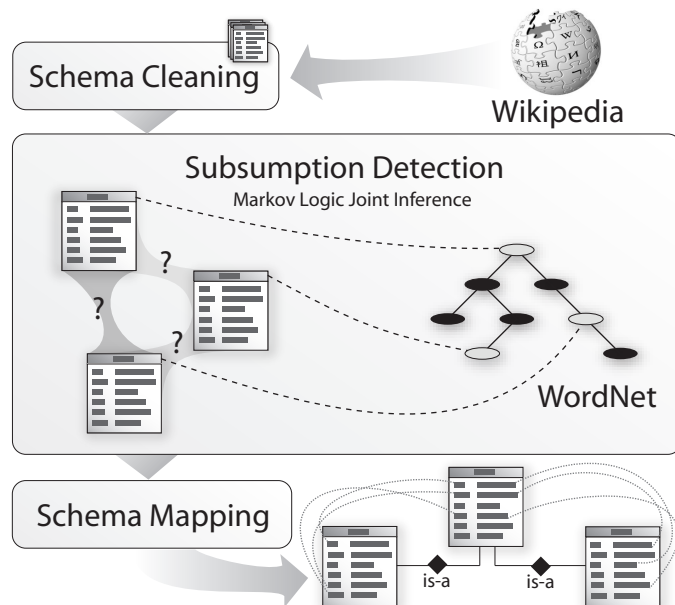 Schema Cleaning
Wikipedia
Subsumption Detection
Markov Logic Joint Inference
?
?
?
WordNet
Schema Mapping
is-a
is-a